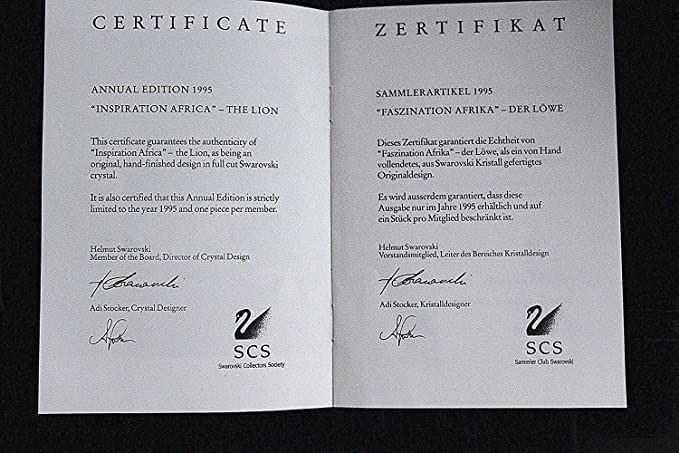 CERTIFICATE
ANNUAL EDITION 1995
"INSPIRATION AFRICA" – THE LION
This certificate guarantees the authenticity of
"Inspiration Africa" – the Lion, as being an
original, hand-finished design in full cut Swarovski
crystal.
It is also certified that this Annual Edition is strictly
limited to the year 1995 and one piece per member.
Helmut Swarovski
Member of the Board, Director of Crystal Design
Adi Stocker, Crystal Designer
SCS
Swarovski Collectors Society
ZERTIFIKAT
SAMMLERARTIKEL 1995
"FASZINATION AFRIKA" – DER LÖWE
Dieses Zertifikat garantiert die Echtheit von
"Faszination Afrika" – der Löwe, als ein von Hand
vollendetes, aus Swarovski Kristall gefertigtes
Originaldesign.
Es wird ausserdem garantiert, dass diese
Ausgabe nur im Jahre 1995 erhältlich und auf
ein Stück pro Mitglied beschränkt ist.
Helmut Swarovski
Vorstandsmitglied, Leiter des Bereiches Kristalldesign
Adi Stocker, Kristalldesigner
SCS
Sammler Club Swarovski